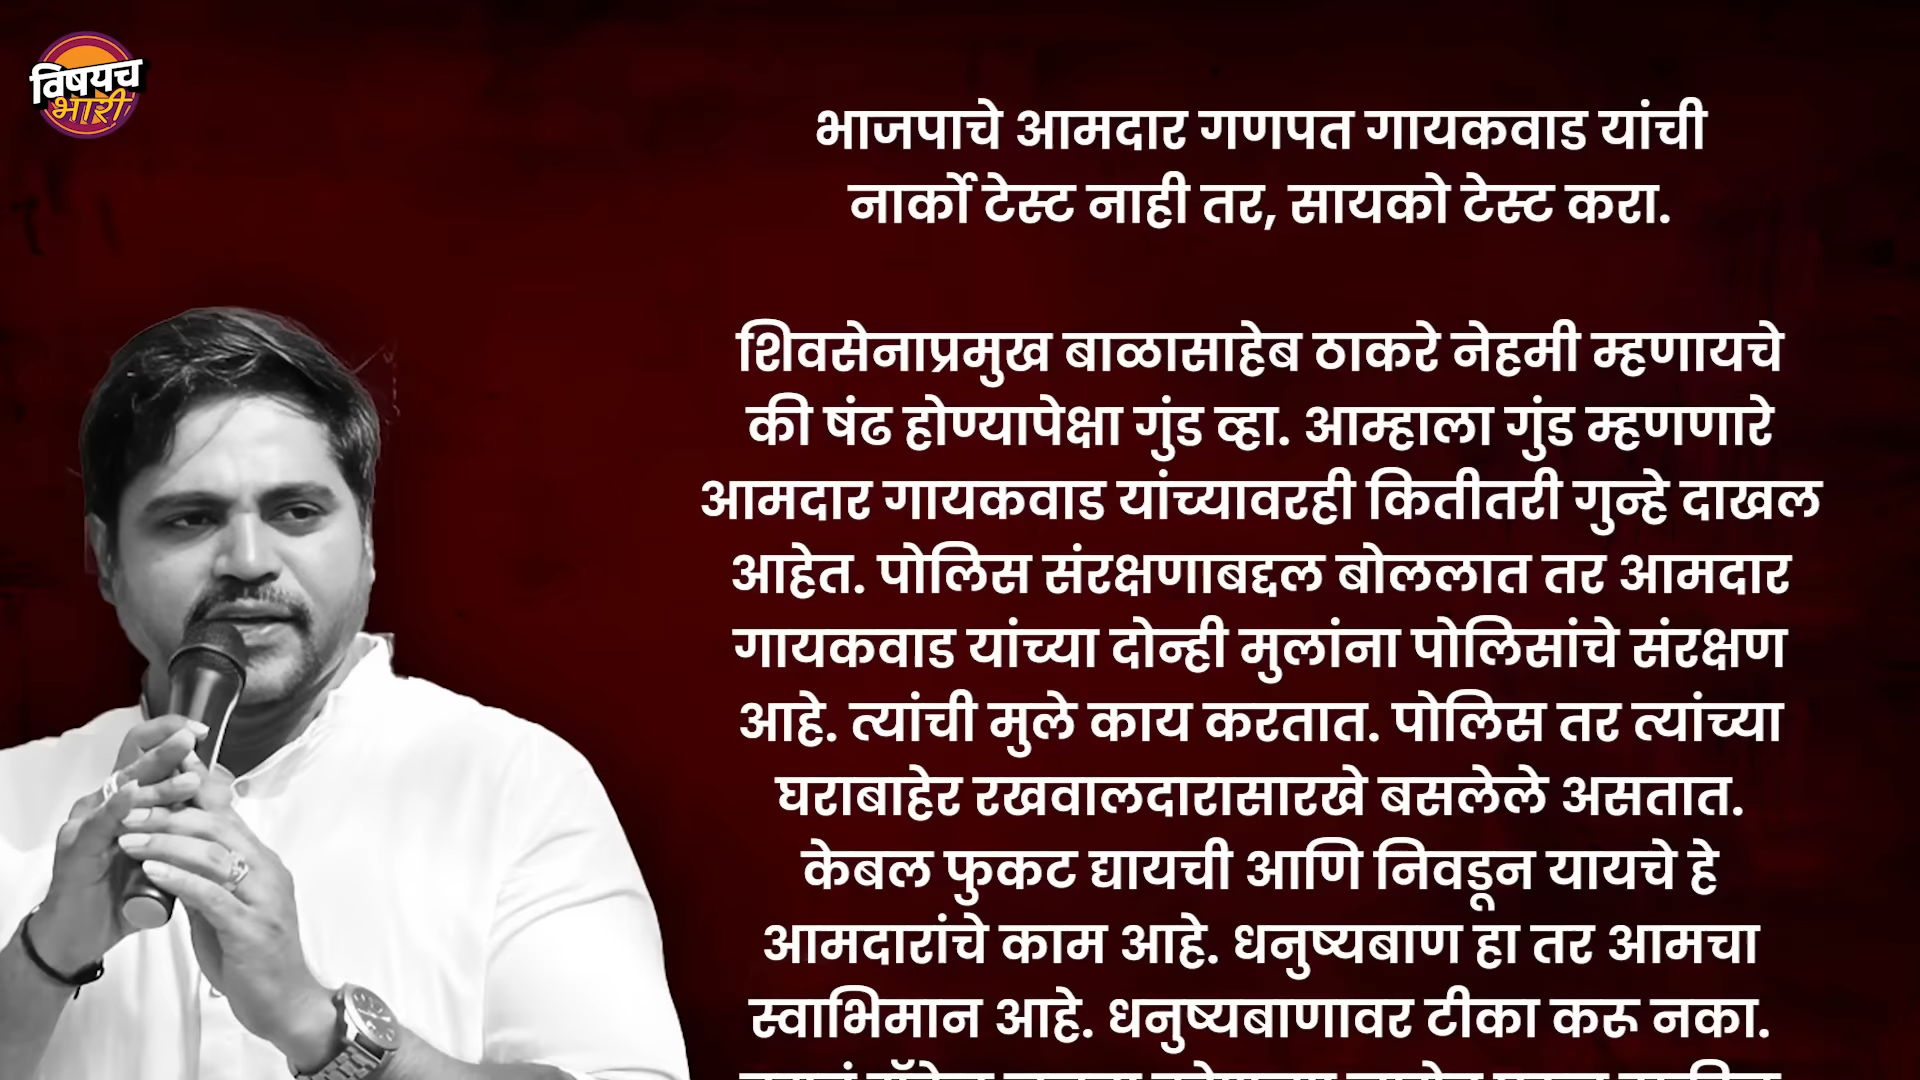 विषयच
भारी
भाजपाचे आमदार गणपत गायकवाड यांची
नार्को टेस्ट नाही तर, सायको टेस्ट करा.
शिवसेनाप्रमुख बाळासाहेब ठाकरे नेहमी म्हणायचे
की षंढ होण्यापेक्षा गुंड व्हा. आम्हाला गुंड म्हणणारे
आमदार गायकवाड यांच्यावरही कितीतरी गुन्हे दाखल
आहेत. पोलिस संरक्षणाबद्दल बोललात तर आमदार
गायकवाड यांच्या दोन्ही मुलांना पोलिसांचे संरक्षण
आहे. त्यांची मुले काय करतात. पोलिस तर त्यांच्या
घराबाहेर रखवालदारासारखे बसलेले असतात.
केबल फुकट द्यायची आणि निवडून यायचे हे
आमदारांचे काम आहे. धनुष्यबाण हा तर आमचा
स्वाभिमान आहे. धनुष्यबाणावर टीका करू नका.